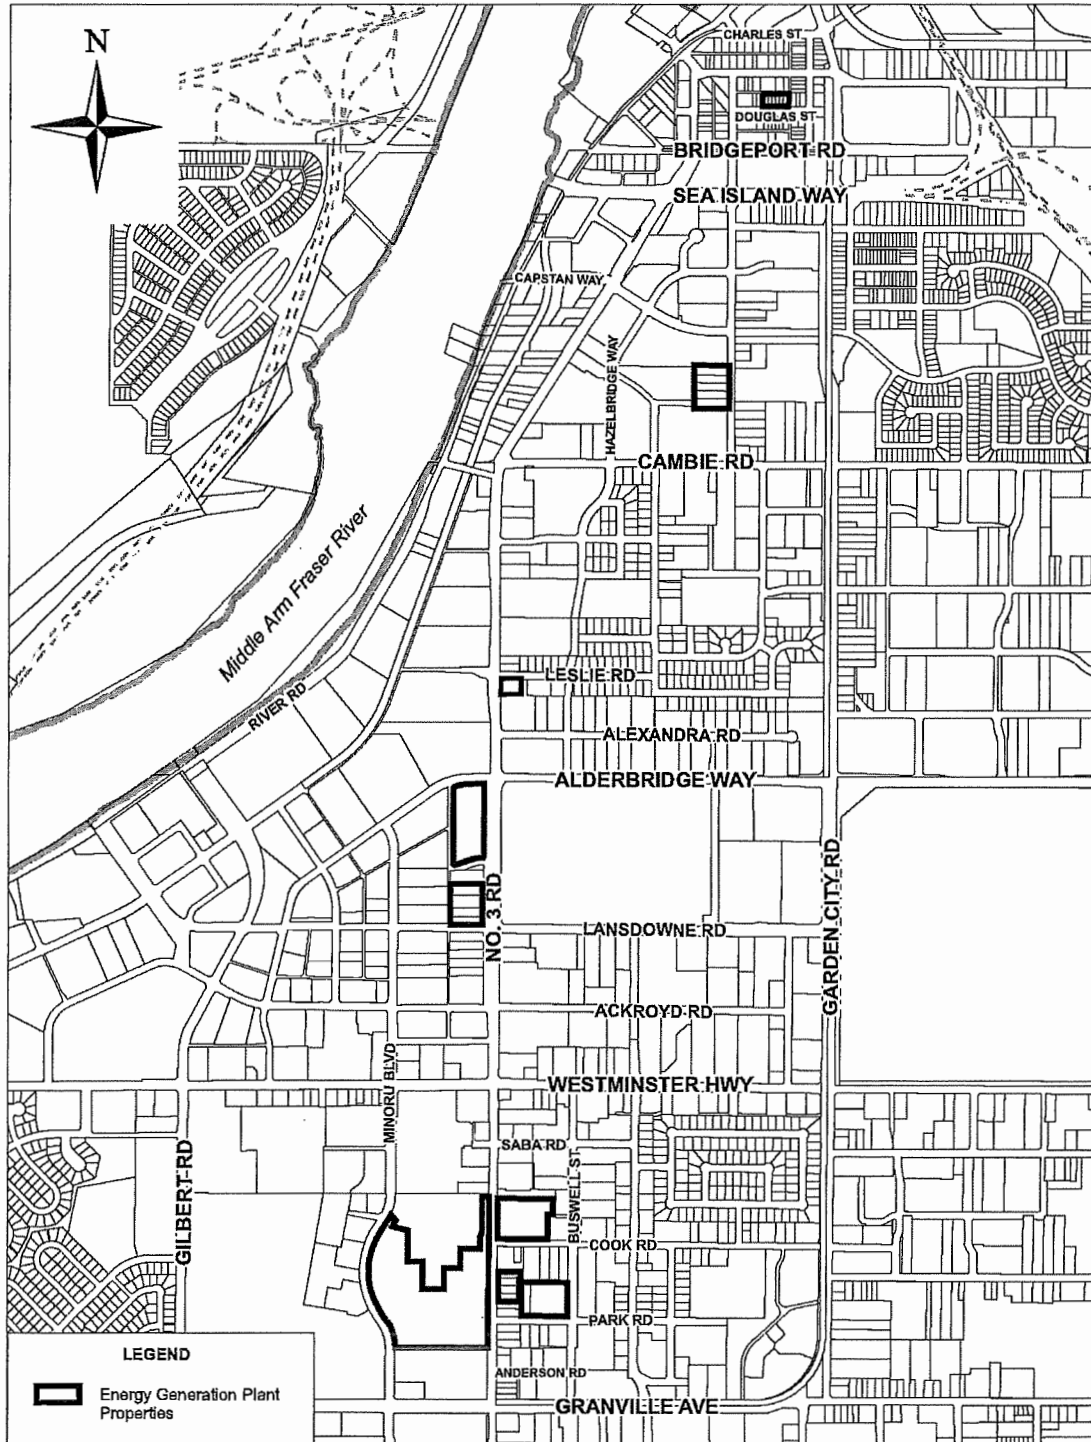 N
CHARLES ST
DOUGLAS ST
BRIDGEPORT RD
SEA ISLAND WAY
CAPSTAN WAY
HAZELBRIDGE WAY
CAMBIE RD
Middle Arm Fraser River
LESLIE RD
RIVER RD
ALEXANDRA RD
ALDERBRIDGE WAY
NO. 3 RD
GARDEN CITY RD
LANSDOWNE RD
ACKROYD RD
MINORU BLVD
WESTMINSTER HWY
SABA RD
GILBERT RD
BUSWELL ST
COOK RD
PARK RD
LEGEND
Energy Generation Plant
Properties
ANDERSON RD
GRANVILLE AVE